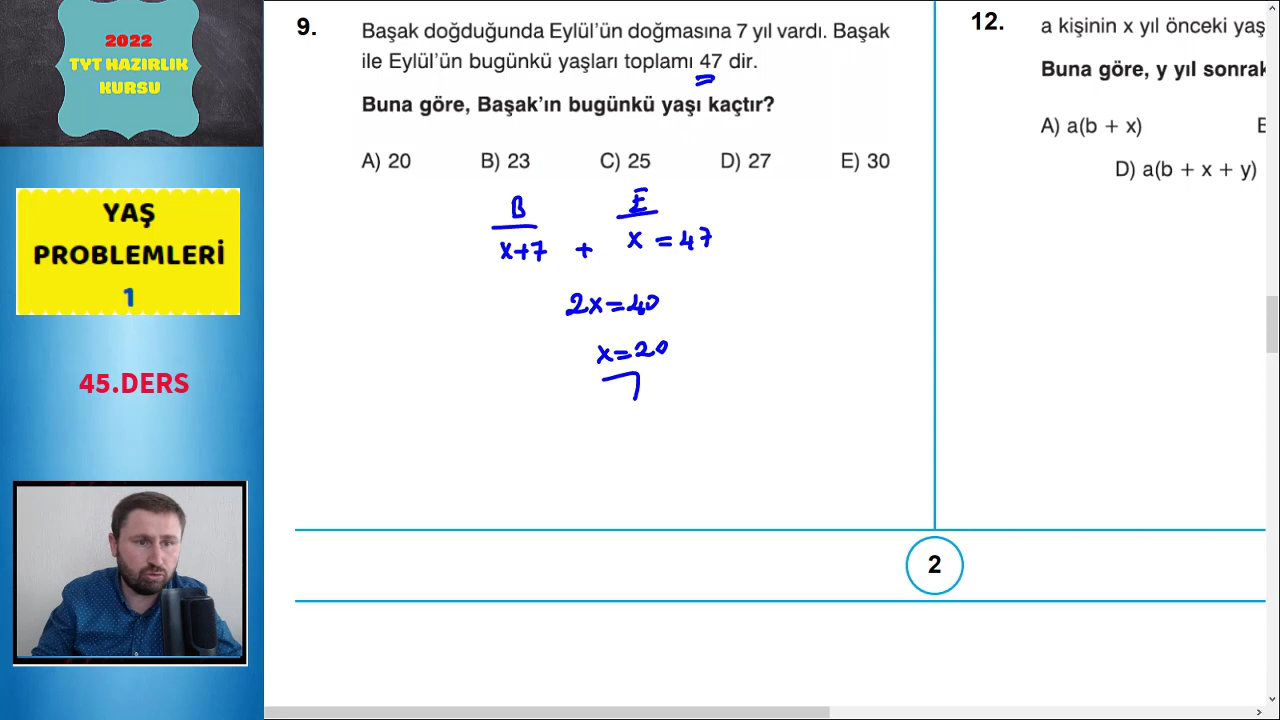 2022
TYT HAZIRLIK
KURSU
YAŞ
PROBLEMLERİ
1
45.DERS
9.
Başak doğduğunda Eylül'ün doğmasına 7 yıl vardı. Başak
ile Eylül'ün bugünkü yaşları toplamı 47 dir.
Buna göre, Başak'ın bugünkü yaşı kaçtır?
A) 20 B) 23 C) 25 D) 27 E) 30
B E
x+7 + x = 47
2x=40
x=20
2
12.
a kişinin x yıl önceki yaş
Buna göre, y yıl sonrak
A) a(b + x)
D) a(b + x + y)